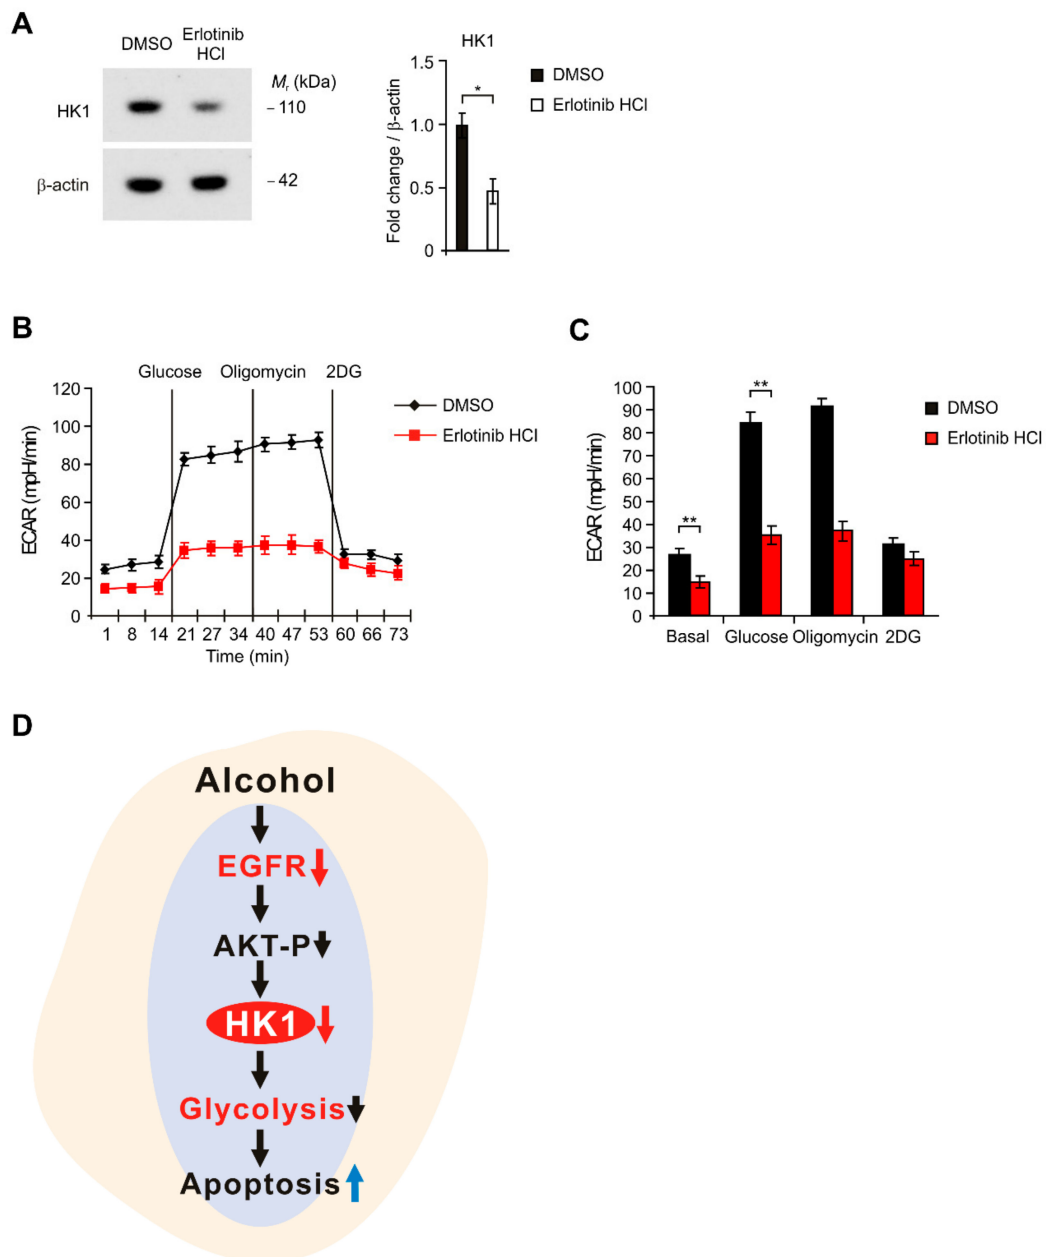 A
DMSO
Erlotinib
HCl
Mr (kDa)
HK1
– 110
β-actin
– 42
HK1
1.5
1.0
0.5
0
Fold change / β-actin
*
DMSO
Erlotinib HCl
B
Glucose
Oligomycin
2DG
120
100
80
60
40
20
0
ECAR (mpH/min)
1 8 14 21 27 34 40 47 53 60 66 73
Time (min)
DMSO
Erlotinib HCl
C
100
90
80
70
60
50
40
30
20
10
0
ECAR (mpH/min)
**
**
Basal Glucose Oligomycin 2DG
DMSO
Erlotinib HCl
D
Alcohol
EGFR
AKT-P
HK1
Glycolysis
Apoptosis